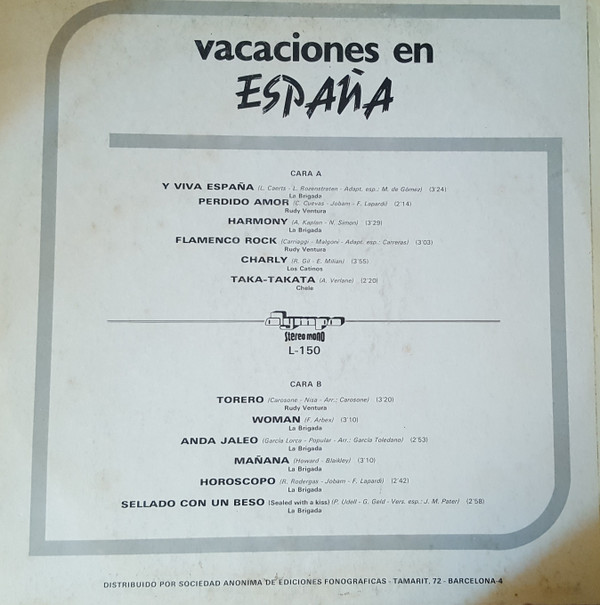 vacaciones en
ESPAÑA
CARA A
Y VIVA ESPAÑA (L. Caerts - L. Rozenstraten - Adapt. esp.: M. de Gómez) (3'24)
La Brigada
PERDIDO AMOR (C. Cuevas - Jobam - F. Lapardi) (2'14)
Rudy Ventura
HARMONY (A. Kaplan - N. Simon) (3'29)
La Brigada
FLAMENCO ROCK (Carriaggi - Malgoni - Adapt. esp.: Carreras) (3'03)
Rudy Ventura
CHARLY (R. Gil - E. Milian) (3'55)
Los Catinos
TAKA-TAKATA (A. Verlane) (2'20)
Chele
Olympo
Stereo mono
L-150
CARA B
TORERO (Carosone - Nisa - Arr.: Carosone) (3'20)
Rudy Ventura
WOMAN (F. Arbex) (3'10)
La Brigada
ANDA JALEO (García Lorca - Popular - Arr.: García Toledano) (2'53)
La Brigada
MAÑANA (Howard - Blaikley) (3'10)
La Brigada
HOROSCOPO (R. Rodergas - Jobam - F. Lapardi) (2'42)
La Brigada
SELLADO CON UN BESO (Sealed with a kiss) (P. Udell - G. Geld - Vers. esp.: J. M. Pater) (2'58)
La Brigada
DISTRIBUIDO POR SOCIEDAD ANONIMA DE EDICIONES FONOGRAFICAS - TAMARIT, 72 - BARCELONA-4